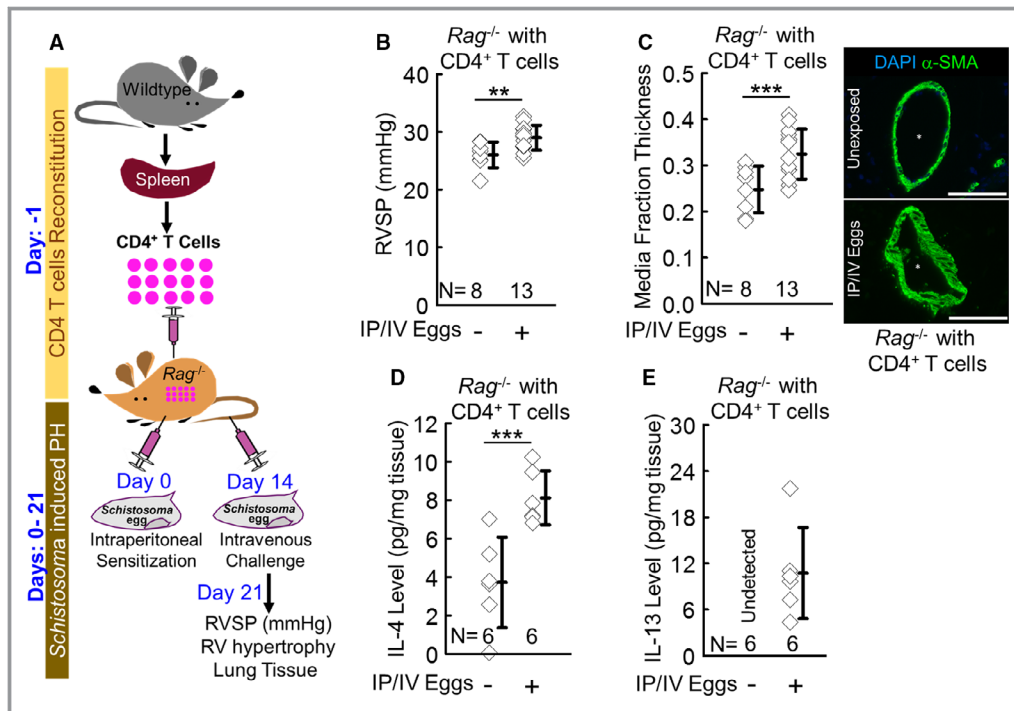 A
Day: -1
CD4 T cells Reconstitution
Days: 0- 21
Schistosoma induced PH
Wildtype
Spleen
CD4⁺ T Cells
Rag⁻/⁻
Day 0
Day 14
Schistosoma
egg
Schistosoma
egg
Intraperitoneal
Sensitization
Intravenous
Challenge
Day 21
RVSP (mmHg)
RV hypertrophy
Lung Tissue
B
Rag⁻/⁻ with
CD4⁺ T cells
RVSP (mmHg)
40
30
20
10
0
**
N= 8 13
IP/IV Eggs - +
C
Rag⁻/⁻ with
CD4⁺ T cells
Media Fraction Thickness
0.5
0.4
0.3
0.2
0.1
0.0
***
N= 8 13
IP/IV Eggs - +
DAPI α-SMA
Unexposed
*
IP/IV Eggs
*
Rag⁻/⁻ with
CD4⁺ T cells
D
Rag⁻/⁻ with
CD4⁺ T cells
IL-4 Level (pg/mg tissue)
12
10
8
6
4
2
0
***
N= 6 6
IP/IV Eggs - +
E
Rag⁻/⁻ with
CD4⁺ T cells
IL-13 Level (pg/mg tissue)
30
24
18
12
6
0
Undetected
N= 6 6
IP/IV Eggs - +